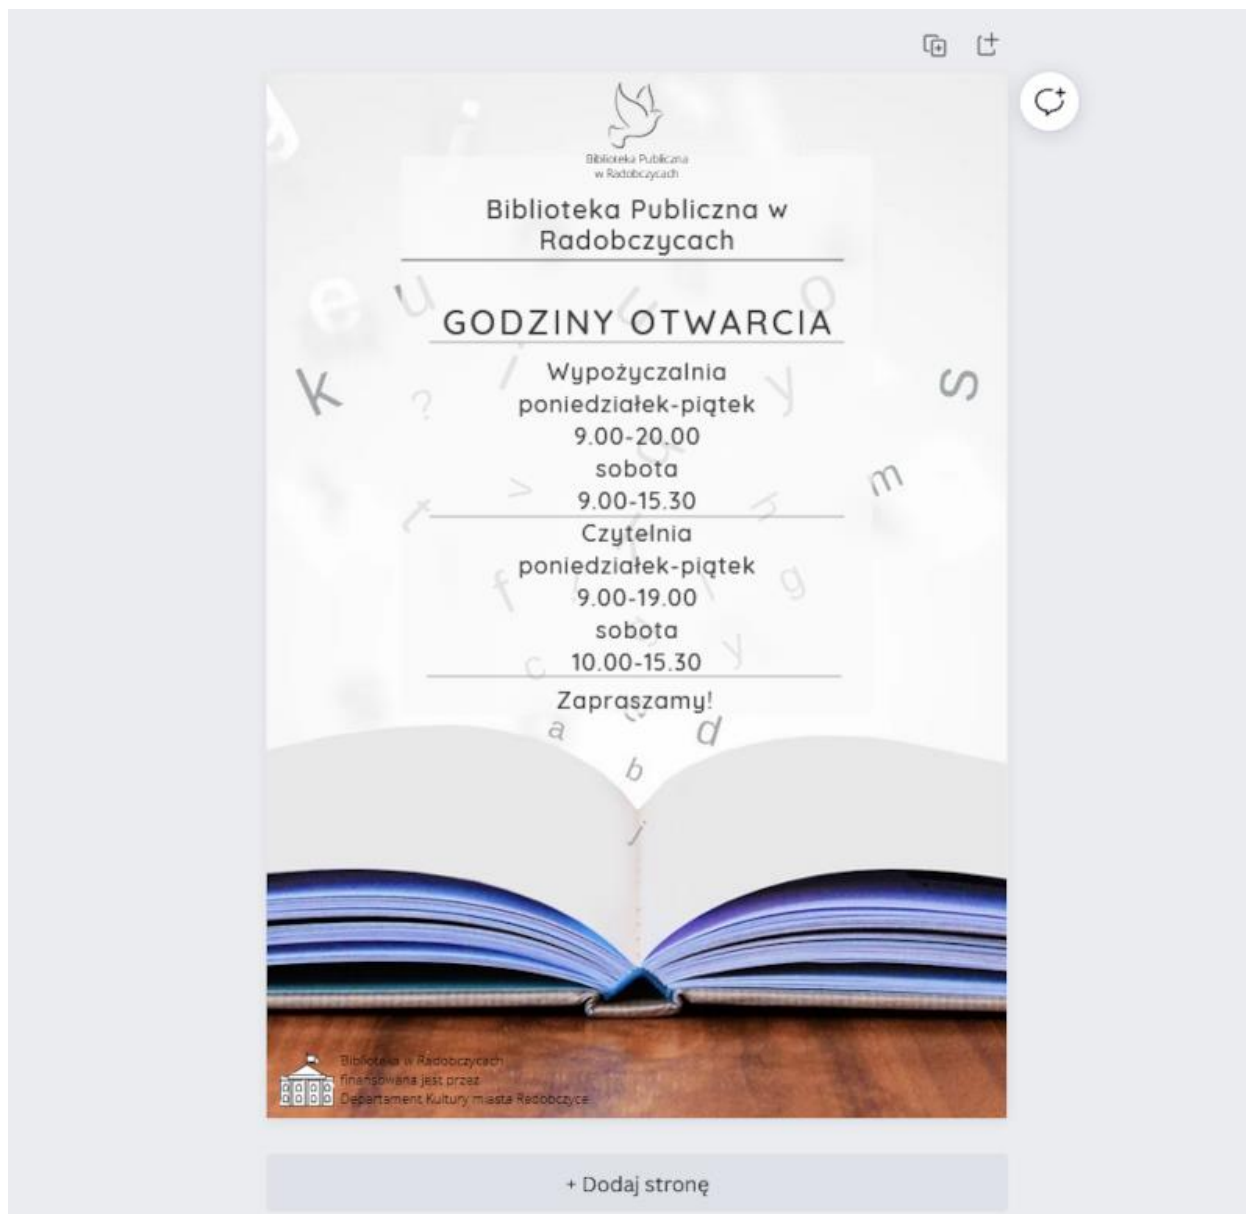 Biblioteka Publiczna
w Radobczycach
Biblioteka Publiczna w
Radobczycach
GODZINY OTWARCIA
Wypożyczalnia
poniedziałek-piątek
9.00-20.00
sobota
9.00-15.30
Czytelnia
poniedziałek-piątek
9.00-19.00
sobota
10.00-15.30
Zapraszamy!
Biblioteka w Radobczycach
finansowana jest przez
Departament Kultury miasta Radobczyce
+ Dodaj stronę